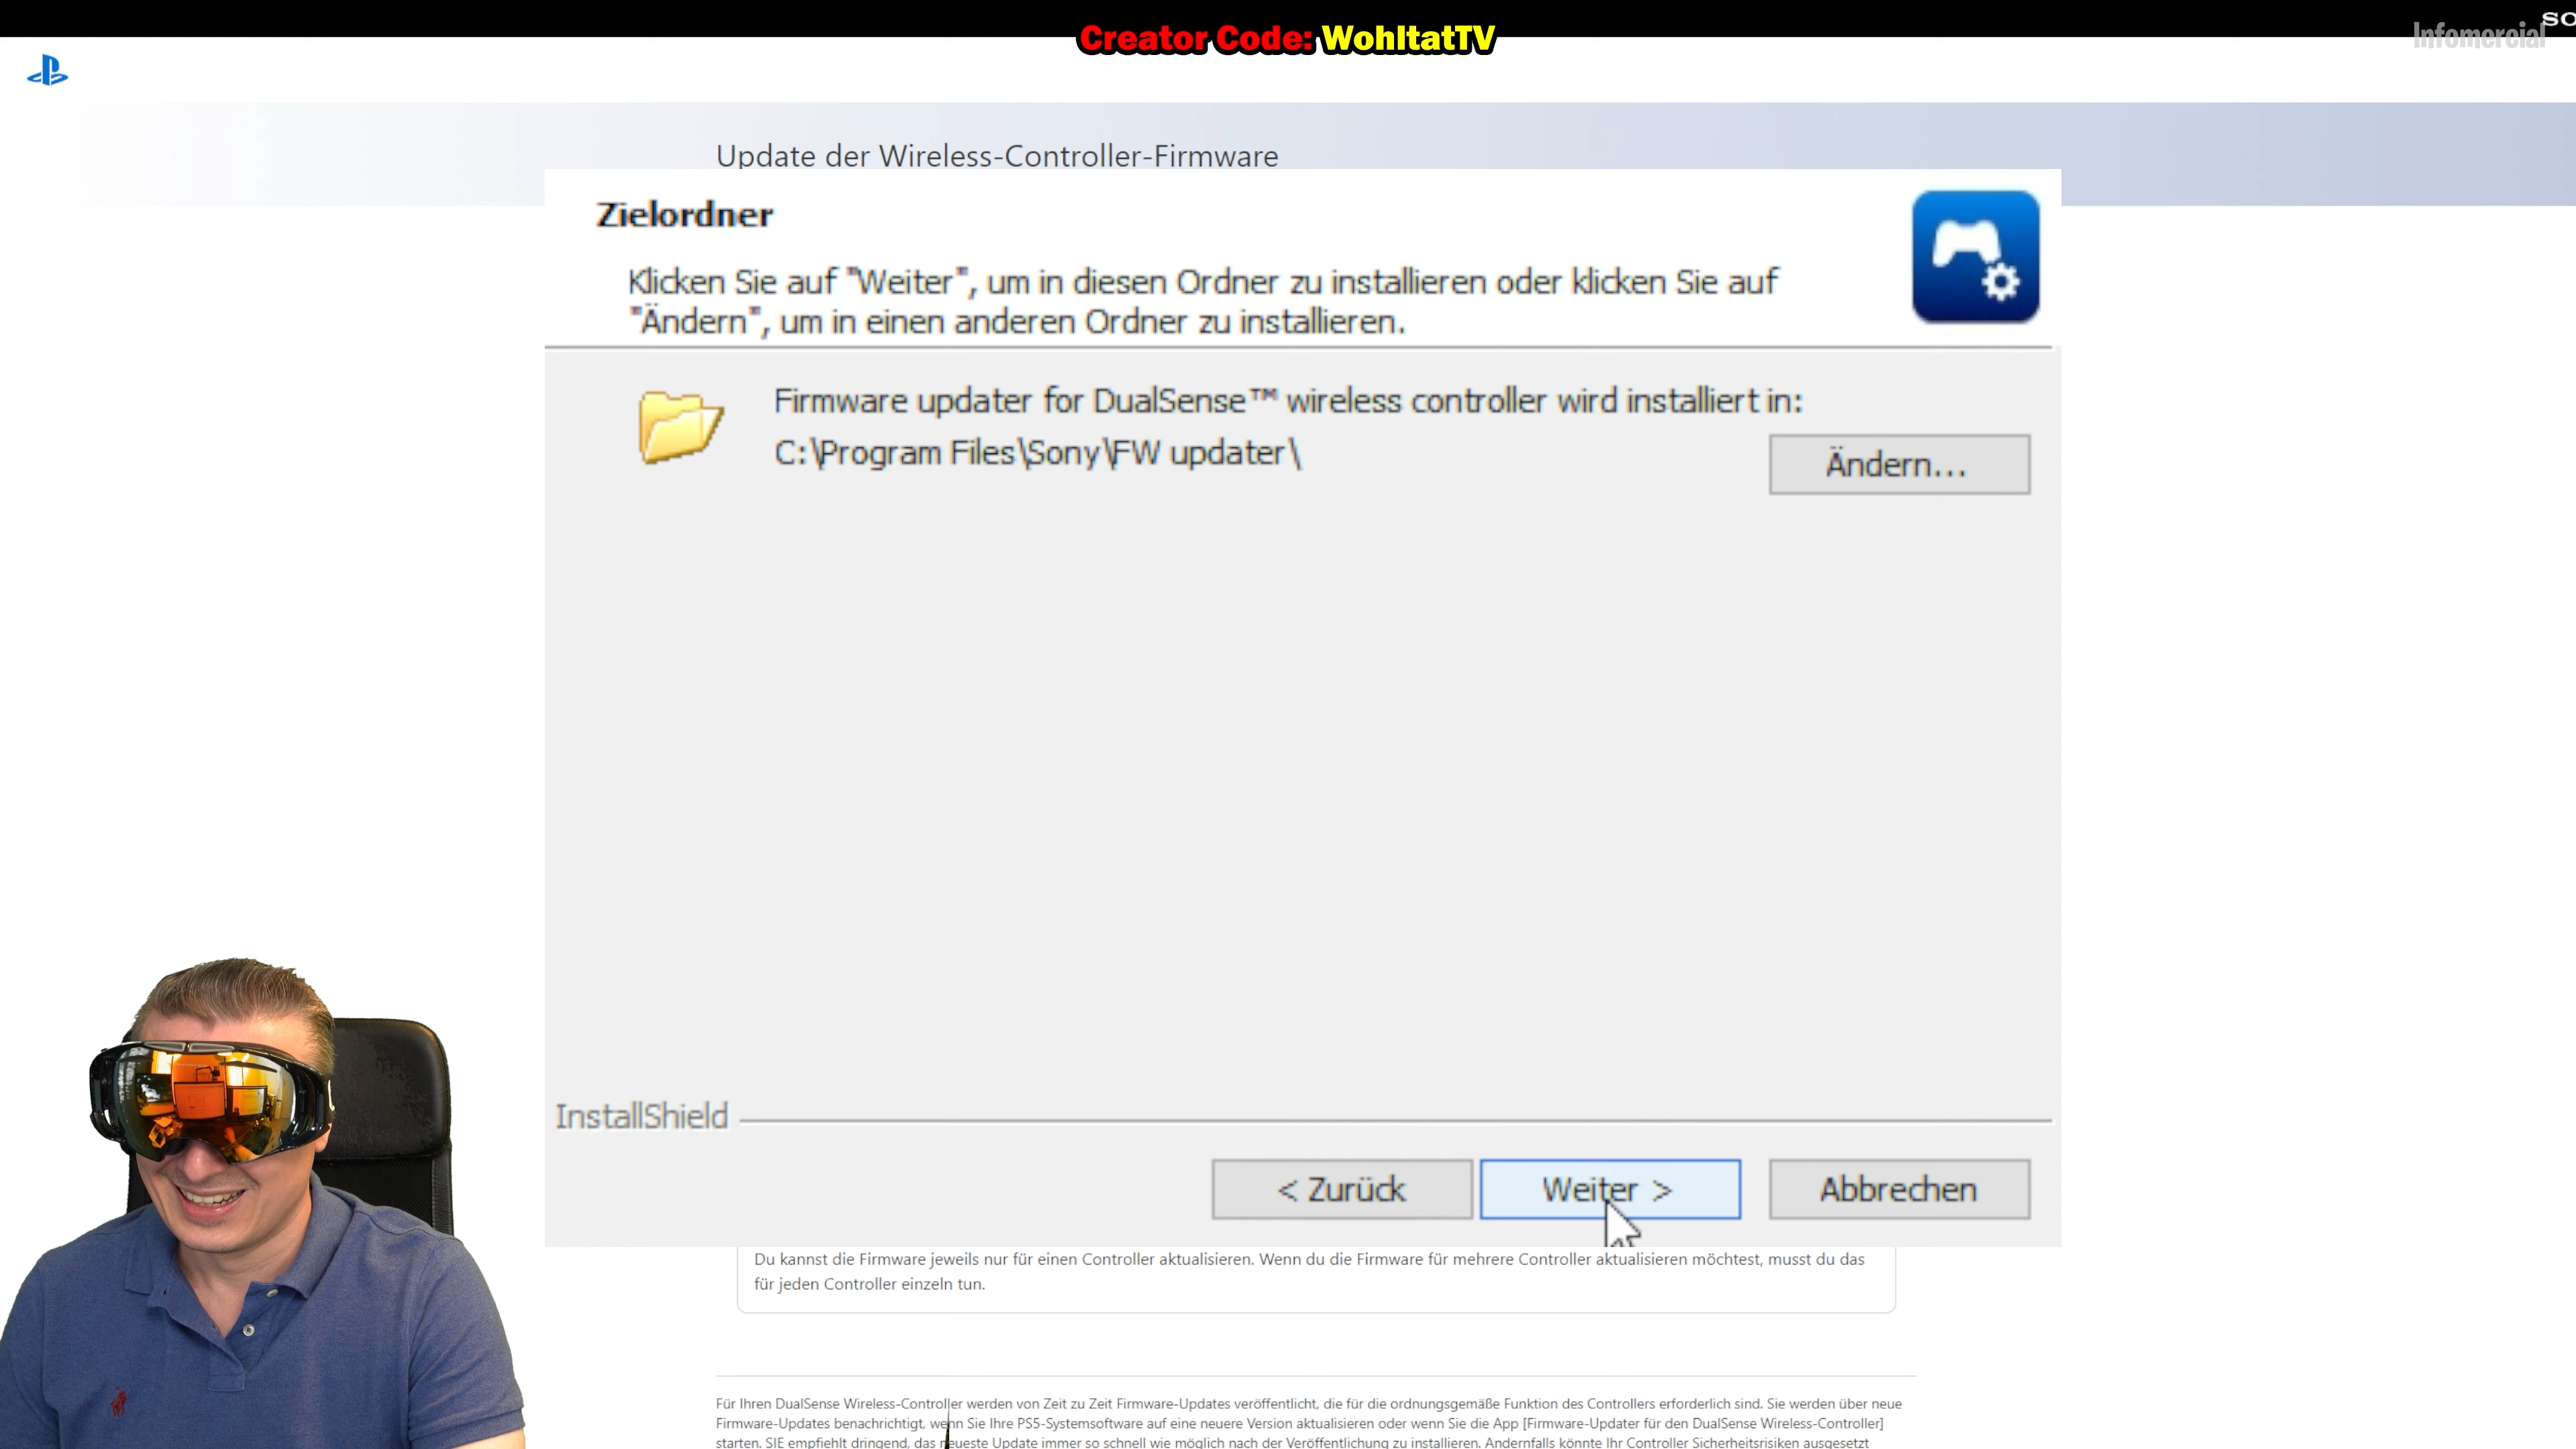 SO
Creator Code: WohltatTV
Infomercial
Update der Wireless-Controller-Firmware
Zielordner
Klicken Sie auf "Weiter", um in diesen Ordner zu installieren oder klicken Sie auf
"Ändern", um in einen anderen Ordner zu installieren.
Firmware updater for DualSense™ wireless controller wird installiert in:
C:\Program Files\Sony\FW updater\
Ändern...
InstallShield
< Zurück
Weiter >
Abbrechen
Du kannst die Firmware jeweils nur für einen Controller aktualisieren. Wenn du die Firmware für mehrere Controller aktualisieren möchtest, musst du das
für jeden Controller einzeln tun.
Für Ihren DualSense Wireless-Controller werden von Zeit zu Zeit Firmware-Updates veröffentlicht, die für die ordnungsgemäße Funktion des Controllers erforderlich sind. Sie werden über neue
Firmware-Updates benachrichtigt, wenn Sie Ihre PS5-Systemsoftware auf eine neuere Version aktualisieren oder wenn Sie die App [Firmware-Updater für den DualSense Wireless-Controller]
starten. SIE empfiehlt dringend, das neueste Update immer so schnell wie möglich nach der Veröffentlichung zu installieren. Andernfalls könnte Ihr Controller Sicherheitsrisiken ausgesetzt